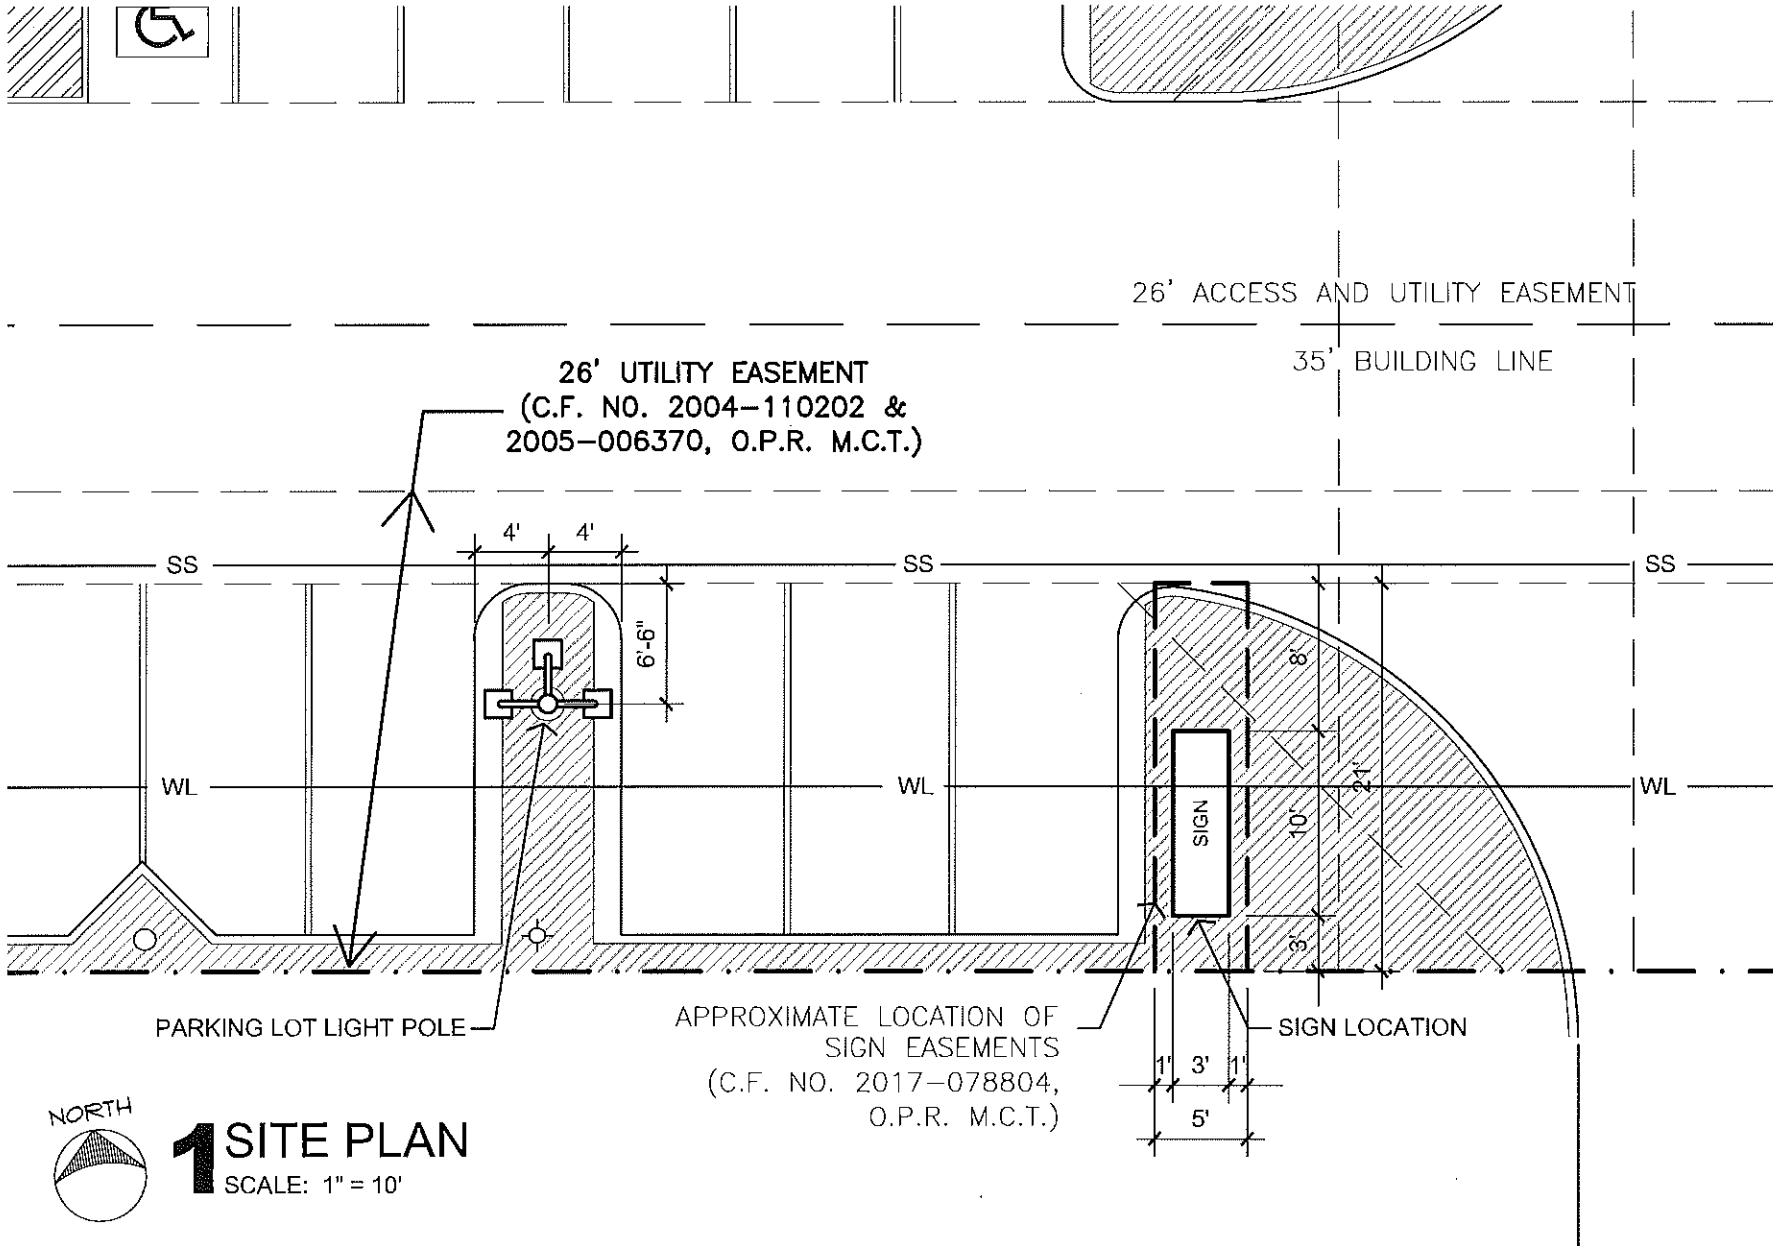 26' ACCESS AND UTILITY EASEMENT
35' BUILDING LINE
26' UTILITY EASEMENT
(C.F. NO. 2004-110202 &
2005-006370, O.P.R. M.C.T.)
4' 4'
SS SS SS
6'-6"
8'
21'
WL WL WL
SIGN
10'
3'
PARKING LOT LIGHT POLE
APPROXIMATE LOCATION OF
SIGN EASEMENTS
(C.F. NO. 2017-078804,
O.P.R. M.C.T.)
SIGN LOCATION
1' 3' 1'
5'
NORTH
1 SITE PLAN
SCALE: 1" = 10'